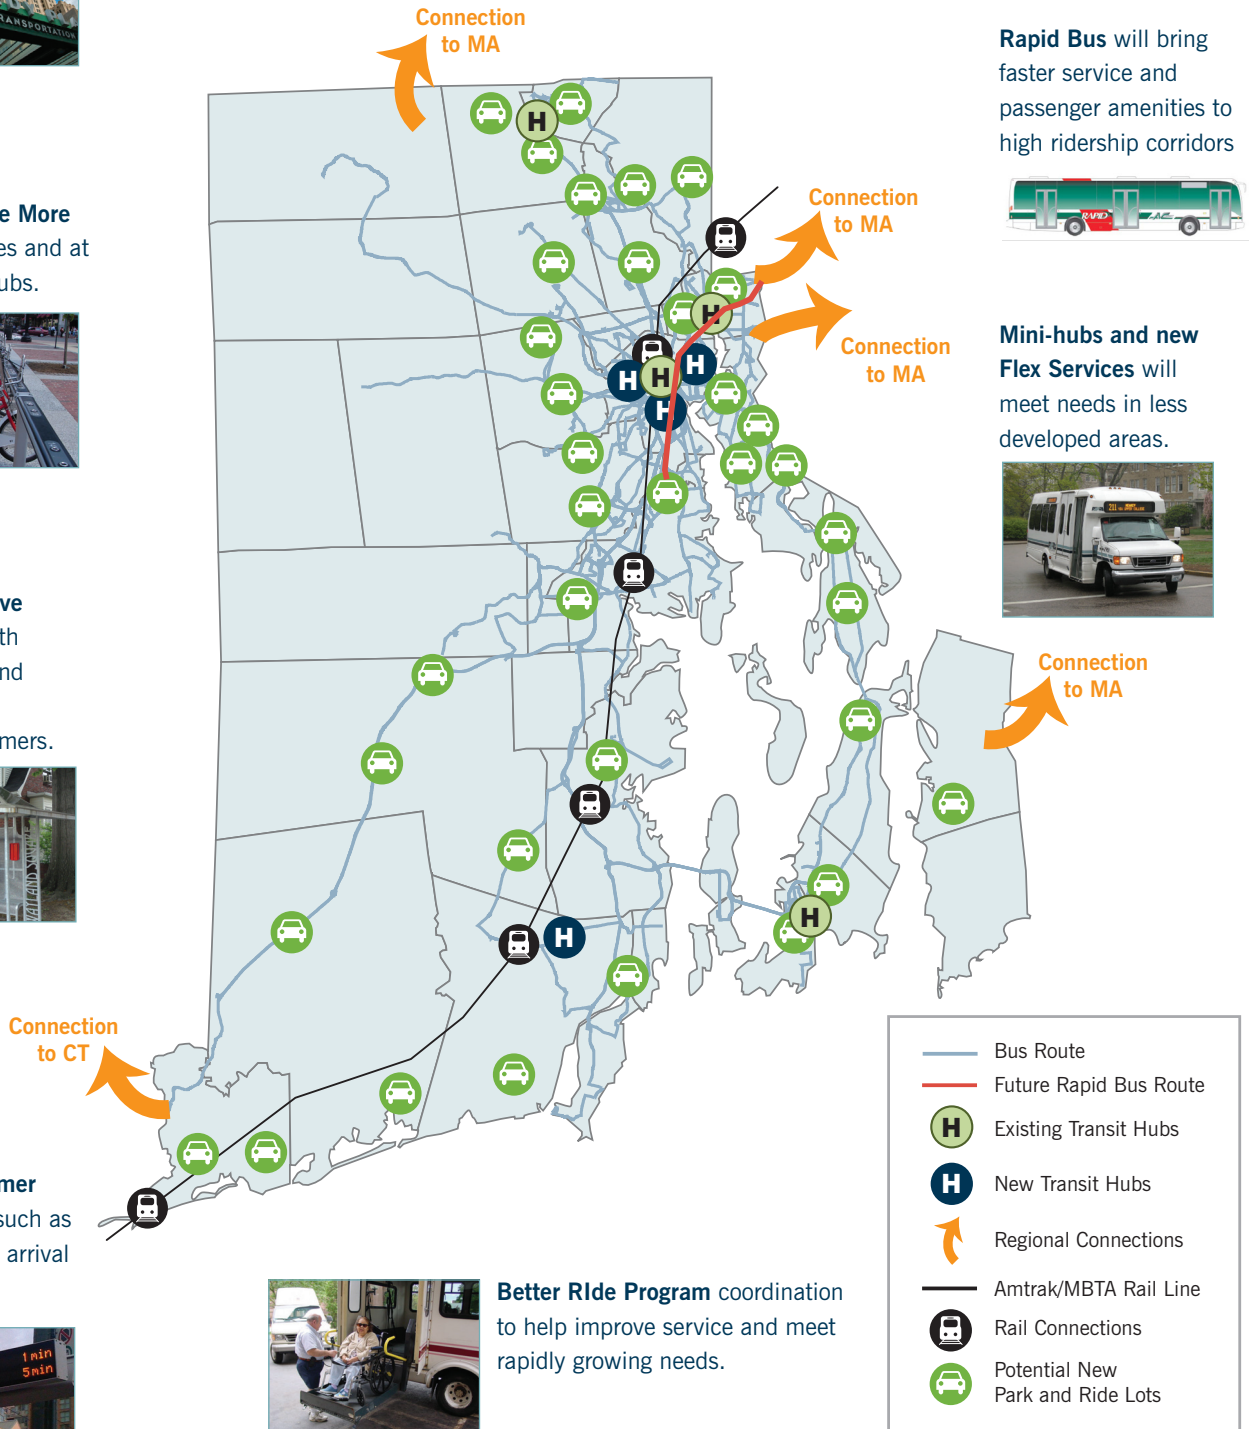 TRANSPORTATION
Connection
to MA
Rapid Bus will bring
faster service and
passenger amenities to
high ridership corridors
RAPID
e More
es and at
ubs.
Connection
to MA
Connection
to MA
H
H
H
H
H
H
Mini-hubs and new
Flex Services will
meet needs in less
developed areas.
211
ve
th
nd
mers.
Connection
to MA
H
H
Connection
to CT
mer
such as
arrival
1 min
5 min
Better RIde Program coordination
to help improve service and meet
rapidly growing needs.
Bus Route
Future Rapid Bus Route
H Existing Transit Hubs
H New Transit Hubs
Regional Connections
Amtrak/MBTA Rail Line
Rail Connections
Potential New
Park and Ride Lots